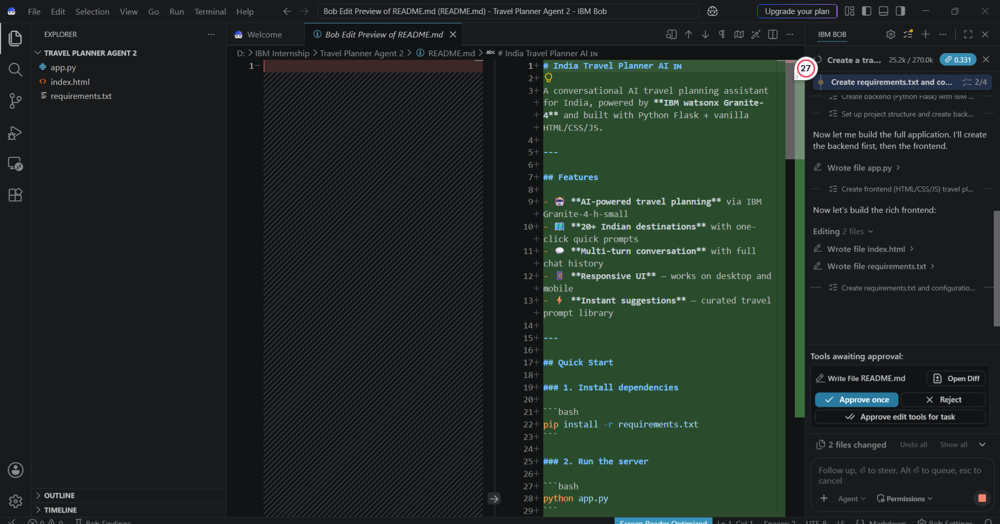 File Edit Selection View Go Run Terminal Help
Bob Edit Preview of README.md (README.md) - Travel Planner Agent 2 - IBM Bob
Upgrade your plan
EXPLORER
TRAVEL PLANNER AGENT 2
app.py
index.html
requirements.txt
OUTLINE
TIMELINE
Welcome
Bob Edit Preview of README.md
D: > IBM Internship > Travel Planner Agent 2 > README.md > abc # India Travel Planner AI IN
1-
1+ # India Travel Planner AI IN
2+
3+ A conversational AI travel planning assistant
+ for India, powered by **IBM watsonx Granite-
+ 4** and built with Python Flask + vanilla
+ HTML/CSS/JS.
4+
5+ ---
6+
7+ ## Features
8+
9+ - 🤖 **AI-powered travel planning** via IBM
+ Granite-4-h-small
10+ - 🗺️ **20+ Indian destinations** with one-
+ click quick prompts
11+ - 💬 **Multi-turn conversation** with full
+ chat history
12+ - 📱 **Responsive UI** — works on desktop and
+ mobile
13+ - ⚡ **Instant suggestions** — curated travel
+ prompt library
14+
15+ ---
16+
17+ ## Quick Start
18+
19+ ### 1. Install dependencies
20+
21+ ```bash
22+ pip install -r requirements.txt
23+ ```
24+
25+ ### 2. Run the server
26+
27+ ```bash
28+ python app.py
29+ ```
27
IBM BOB
Create a tra... 25.2k / 270.0k 0.331
Create requirements.txt and co... 2/4
Create backend (Python Flask) with IBM ...
Set up project structure and create back...
Now let me build the full application. I'll create
the backend first, then the frontend.
Wrote file app.py >
Create frontend (HTML/CSS/JS) travel pl...
Now let's build the rich frontend:
Editing 2 files
Wrote file index.html >
Wrote file requirements.txt >
Create requirements.txt and configuratio...
Tools awaiting approval:
Write File README.md Open Diff
Approve once Reject
Approve edit tools for task
2 files changed Undo all Show all
Follow up, ⏎ to steer, Alt ⏎ to queue, esc to
cancel
Agent Permissions
0 0 Bob Findings Screen Reader Optimized Ln 1, Col 1 Spaces: 2 UTF-8 LF {} Markdown Bob Settings